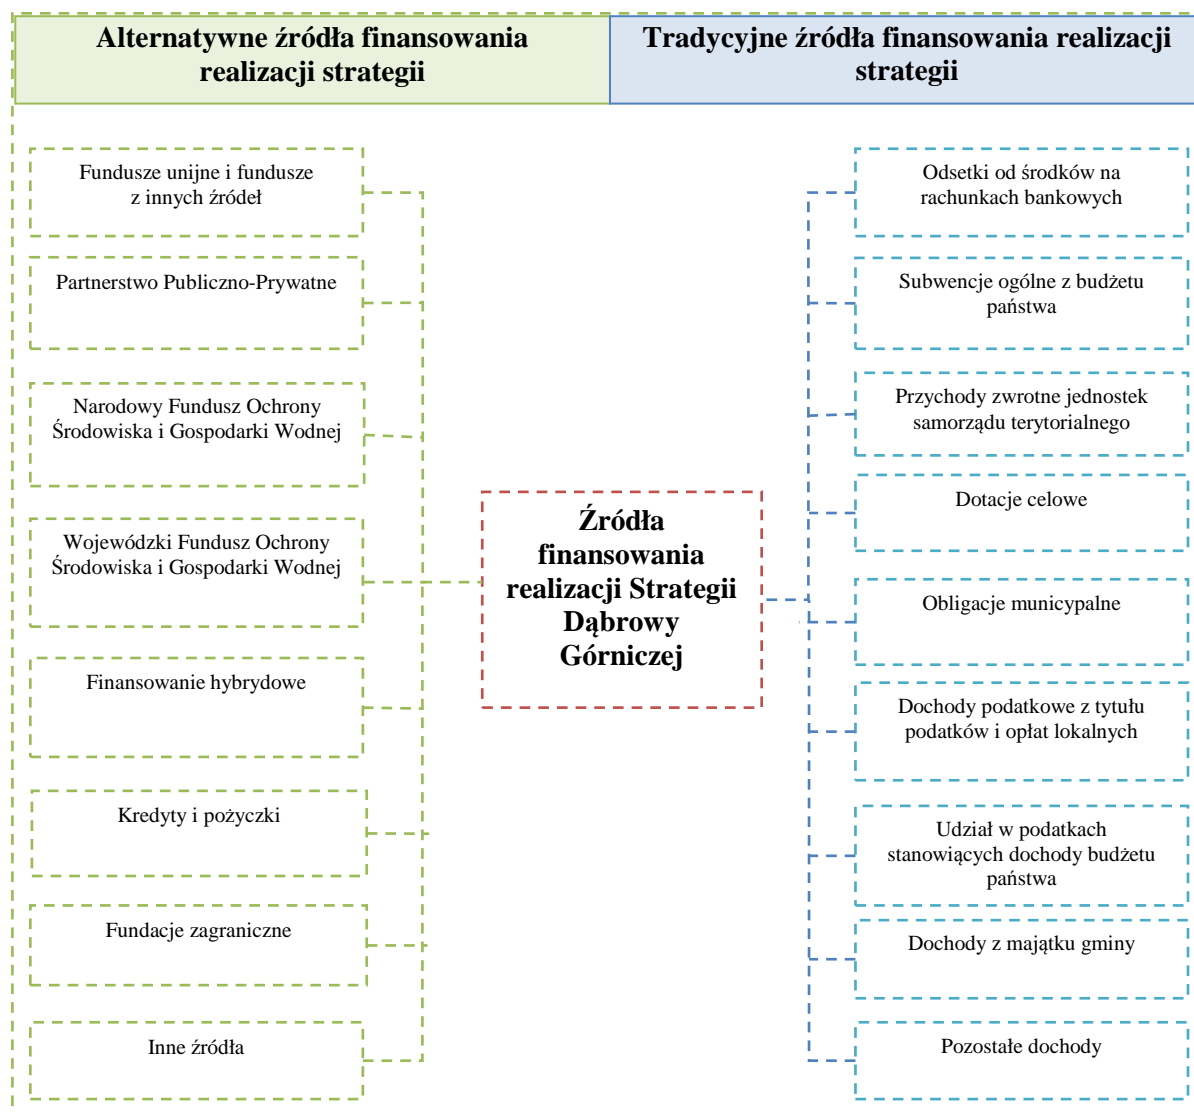 Alternatywne źródła finansowania
realizacji strategii
Tradycyjne źródła finansowania realizacji
strategii
Fundusze unijne i fundusze
z innych źródeł
Partnerstwo Publiczno-Prywatne
Narodowy Fundusz Ochrony
Środowiska i Gospodarki Wodnej
Wojewódzki Fundusz Ochrony
Środowiska i Gospodarki Wodnej
Finansowanie hybrydowe
Kredyty i pożyczki
Fundacje zagraniczne
Inne źródła
Źródła
finansowania
realizacji Strategii
Dąbrowy
Górniczej
Odsetki od środków na
rachunkach bankowych
Subwencje ogólne z budżetu
państwa
Przychody zwrotne jednostek
samorządu terytorialnego
Dotacje celowe
Obligacje municypalne
Dochody podatkowe z tytułu
podatków i opłat lokalnych
Udział w podatkach
stanowiących dochody budżetu
państwa
Dochody z majątku gminy
Pozostałe dochody